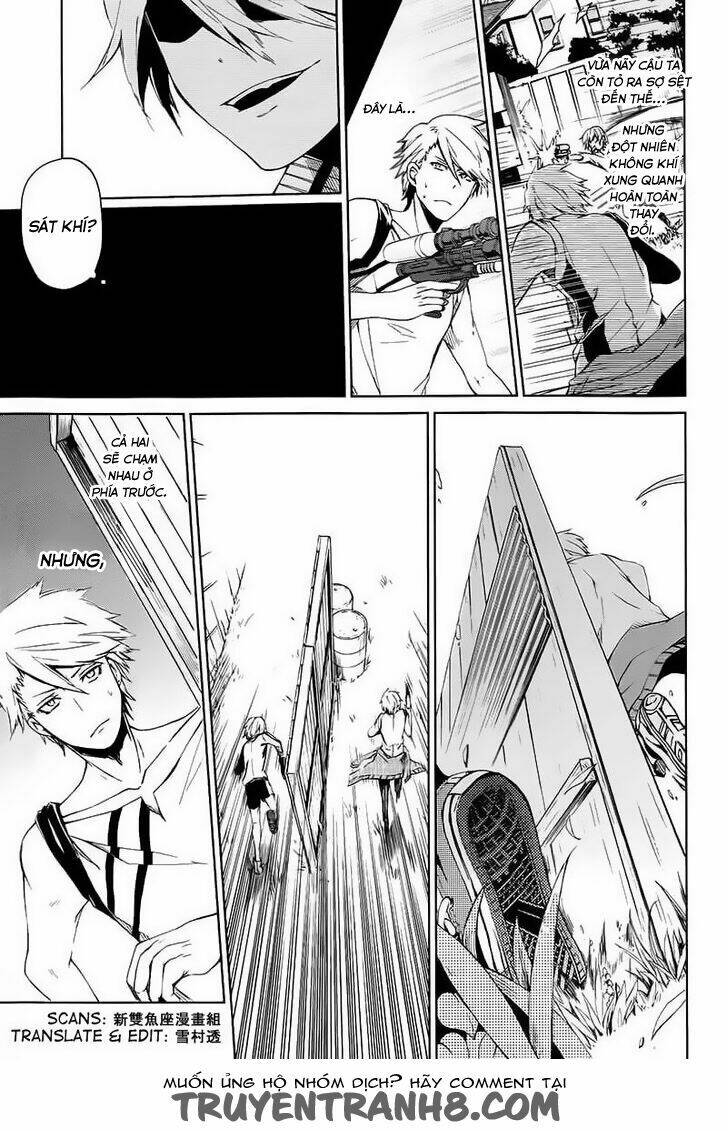 VỪA NÃY CẬU TA
CÒN TỎ RA SỢ SỆT
ĐẾN THẾ...
NHƯNG
ĐỘT NHIÊN
KHÔNG KHÍ
XUNG QUANH
HOÀN TOÀN
THAY
ĐỔI.
ĐÂY LÀ...
SÁT KHÍ?
CẢ HAI
SẼ CHẠM
NHAU Ở
PHÍA TRƯỚC.
NHƯNG,
SCANS: 新雙魚座漫畫組
TRANSLATE & EDIT: 雪村透
MUỐN ỦNG HỘ NHÓM DỊCH? HÃY COMMENT TẠI
TRUYENTRANH8.COM